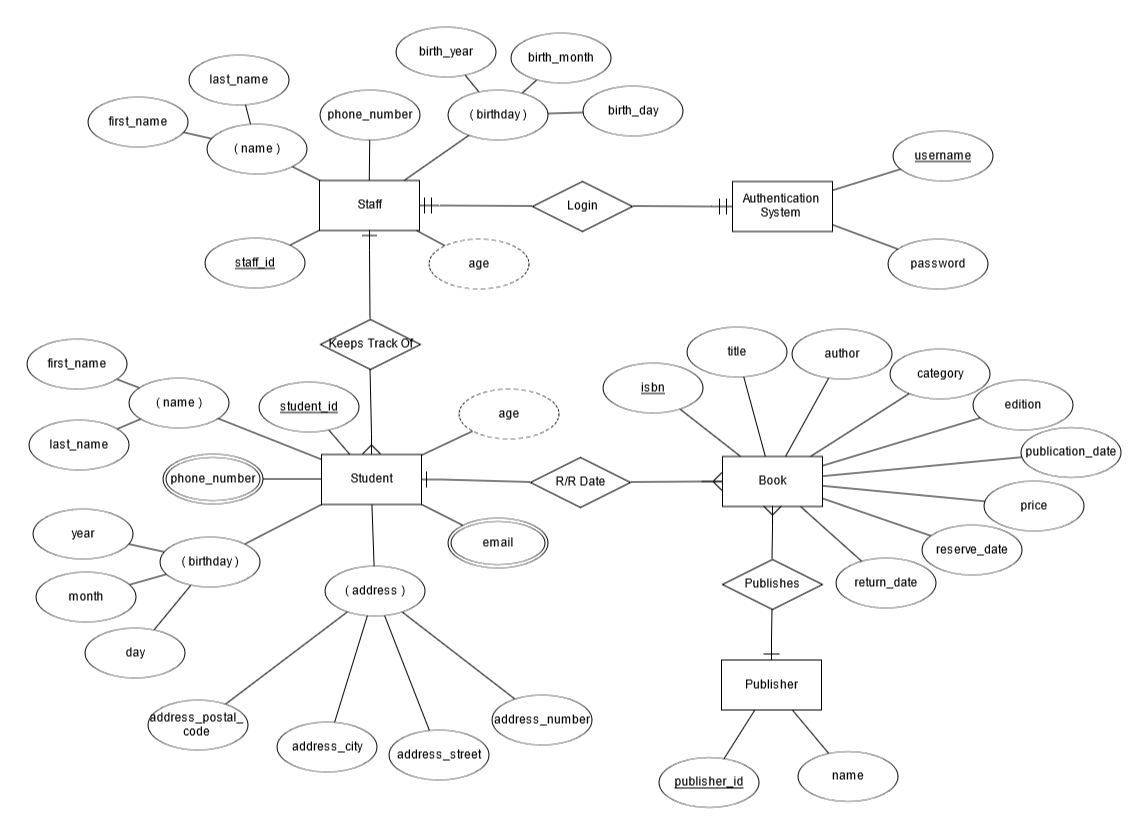 birth_year
birth_month
last_name
first_name
phone_number
( birthday )
birth_day
( name )
username
Staff
Login
Authentication
System
staff_id
age
password
Keeps Track Of
first_name
title
author
isbn
category
( name )
student_id
age
edition
last_name
publication_date
phone_number
Student
R/R Date
Book
price
year
email
reserve_date
( birthday )
month
( address )
Publishes
return_date
day
Publisher
address_postal_
code
address_number
address_city
address_street
publisher_id
name